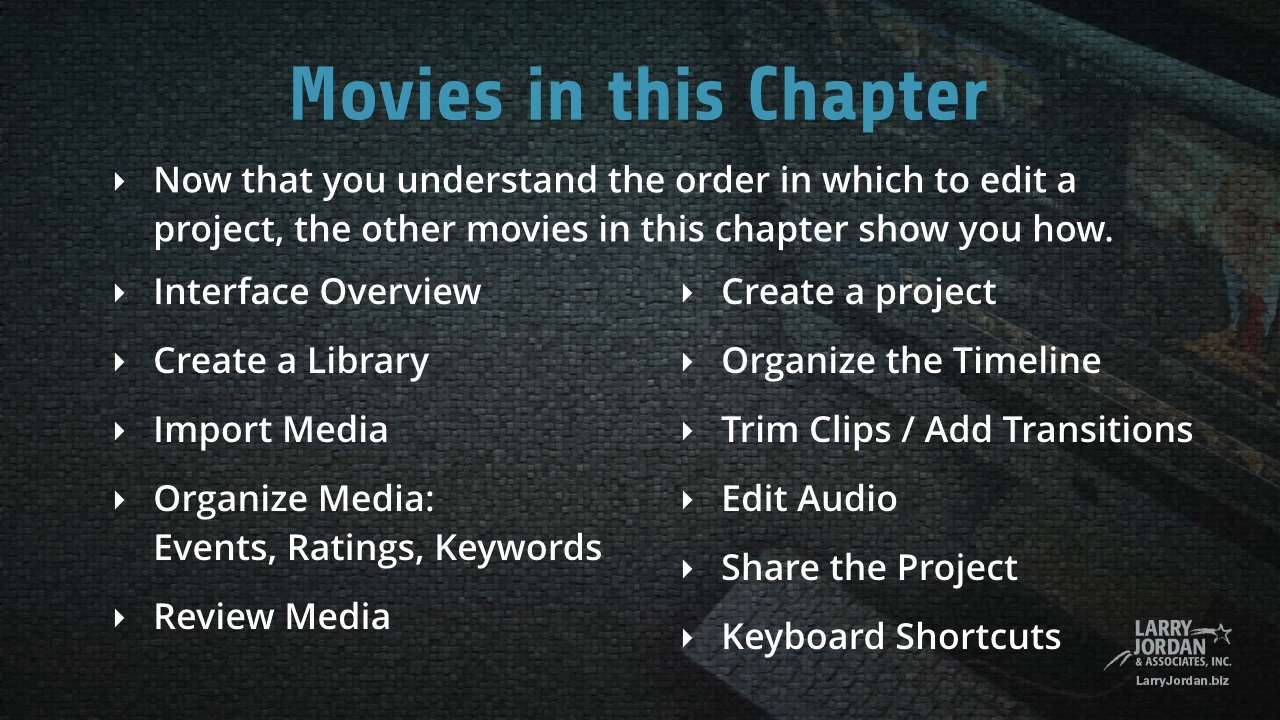 Movies in this Chapter
Now that you understand the order in which to edit a
project, the other movies in this chapter show you how.
Interface Overview
Create a Library
Import Media
Organize Media:
Events, Ratings, Keywords
Review Media
Create a project
Organize the Timeline
Trim Clips / Add Transitions
Edit Audio
Share the Project
Keyboard Shortcuts
LARRY
JORDAN
& ASSOCIATES, INC.
LarryJordan.biz